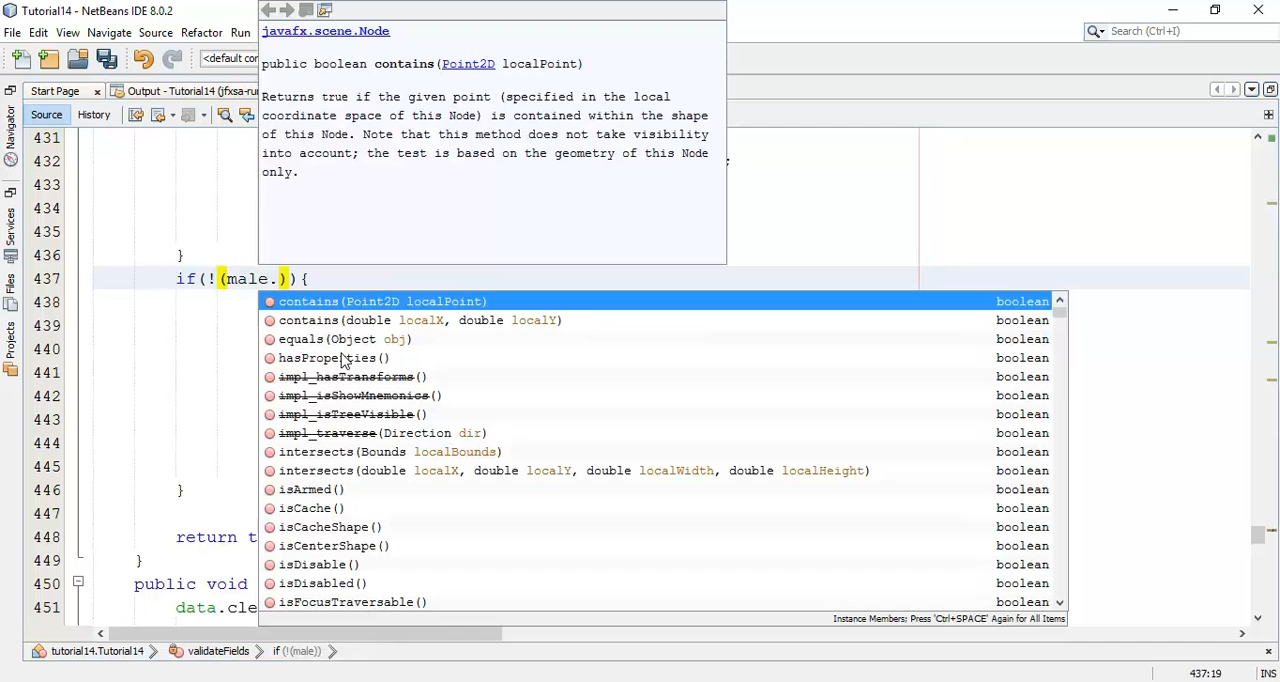 Tutorial14 - NetBeans IDE 8.0.2
File Edit View Navigate Source Refactor Run
Search (Ctrl+I)
<default con
Start Page Output - Tutorial14 (jfxsa-run
Source History
Navigator
Services
Files
Projects
javafx.scene.Node
public boolean contains(Point2D localPoint)
Returns true if the given point (specified in the local
coordinate space of this Node) is contained within the shape
of this Node. Note that this method does not take visibility
into account; the test is based on the geometry of this Node
only.
431
432 ;
433
434
435
436 }
437 if(!(male.)){
438
439
440
441
442
443
444
445
446 }
447
448 return t
449 }
450 public void
451 data.cle
contains(Point2D localPoint) boolean
contains(double localX, double localY) boolean
equals(Object obj) boolean
hasProperties() boolean
impl_hasTransforms() boolean
impl_isShowMnemonics() boolean
impl_isTreeVisible() boolean
impl_traverse(Direction dir) boolean
intersects(Bounds localBounds) boolean
intersects(double localX, double localY, double localWidth, double localHeight) boolean
isArmed() boolean
isCache() boolean
isCacheShape() boolean
isCenterShape() boolean
isDisable() boolean
isDisabled() boolean
isFocusTraversable() boolean
Instance Members; Press 'Ctrl+SPACE' Again for All Items
tutorial14.Tutorial14 validateFields if (!(male))
437:19 INS